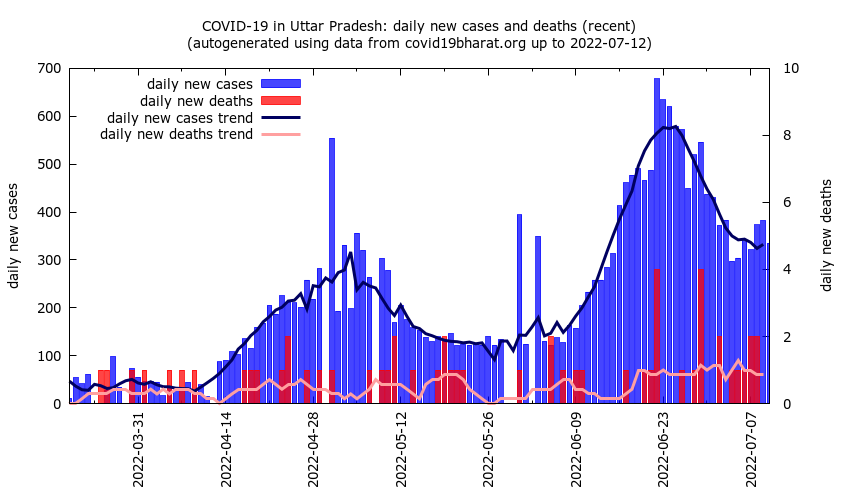 COVID-19 in Uttar Pradesh: daily new cases and deaths (recent)
(autogenerated using data from covid19bharat.org up to 2022-07-12)
daily new cases
daily new deaths
daily new cases trend
daily new deaths trend
700
600
500
400
300
200
100
0
10
8
6
4
2
0
daily new cases
daily new deaths
2022-03-31
2022-04-14
2022-04-28
2022-05-12
2022-05-26
2022-06-09
2022-06-23
2022-07-07